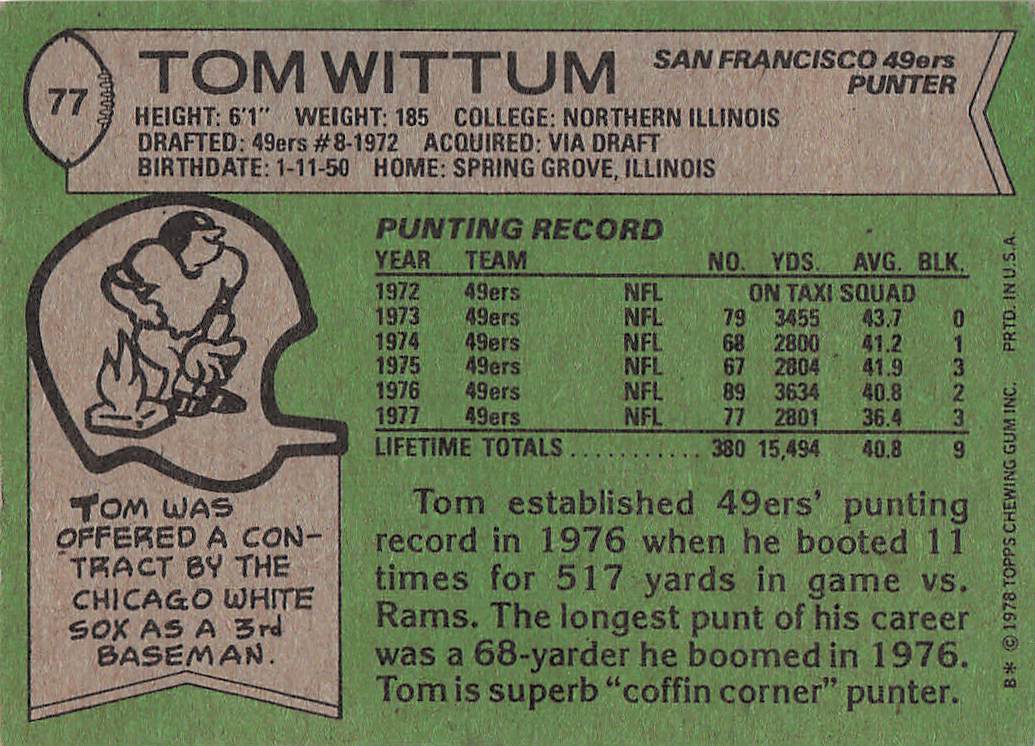 77
TOM WITTUM
SAN FRANCISCO 49ers
PUNTER
HEIGHT: 6'1" WEIGHT: 185 COLLEGE: NORTHERN ILLINOIS
DRAFTED: 49ers #8-1972 ACQUIRED: VIA DRAFT
BIRTHDATE: 1-11-50 HOME: SPRING GROVE, ILLINOIS
PUNTING RECORD
YEAR TEAM NO. YDS. AVG. BLK.
1972 49ers NFL ON TAXI SQUAD
1973 49ers NFL 79 3455 43.7 0
1974 49ers NFL 68 2800 41.2 1
1975 49ers NFL 67 2804 41.9 3
1976 49ers NFL 89 3634 40.8 2
1977 49ers NFL 77 2801 36.4 3
LIFETIME TOTALS........... 380 15,494 40.8 9
TOM WAS
OFFERED A CON-
TRACT BY THE
CHICAGO WHITE
SOX AS A 3rd
BASEMAN.
Tom established 49ers' punting
record in 1976 when he booted 11
times for 517 yards in game vs.
Rams. The longest punt of his career
was a 68-yarder he boomed in 1976.
Tom is superb "coffin corner" punter.
B* © 1978 TOPPS CHEWING GUM INC. PRTD. IN U.S.A.